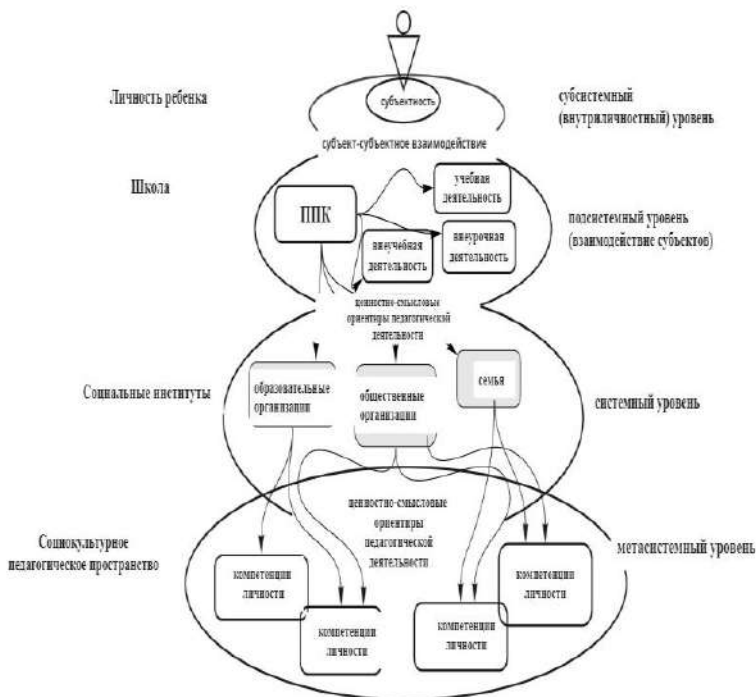 Личность ребенка
субъектность
субсистемный
(внутриличностный) уровень
субъект-субъектное взаимодействие
Школа
ППК
учебная
деятельность
внеучебная
деятельность
внеурочная
деятельность
подсистемный уровень
(взаимодействие субъектов)
ценностно-смысловые
ориентиры педагогической
деятельности
Социальные институты
образовательные
организации
общественные
организации
семья
системный уровень
Социокультурное
педагогическое пространство
ценностно-смысловые
ориентиры
педагогической
деятельности
метасистемный уровень
компетенции
личности
компетенции
личности
компетенции
личности
компетенции
личности